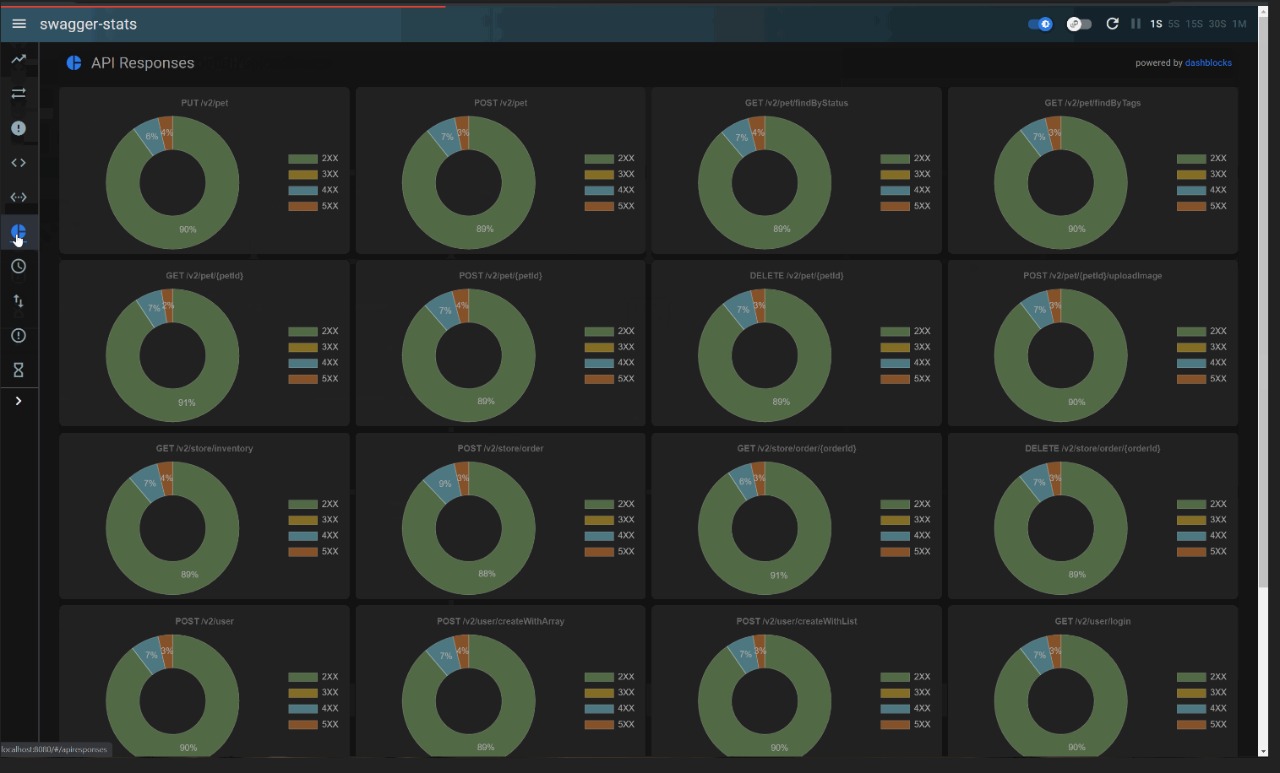 swagger-stats
1S 5S 15S 30S 1M
API Responses
powered by dashblocks
PUT /v2/pet
6% 4%
90%
2XX
3XX
4XX
5XX
POST /v2/pet
7% 3%
89%
2XX
3XX
4XX
5XX
GET /v2/pet/findByStatus
7% 4%
89%
2XX
3XX
4XX
5XX
GET /v2/pet/findByTags
7% 3%
90%
2XX
3XX
4XX
5XX
GET /v2/pet/{petId}
7% 2%
91%
2XX
3XX
4XX
5XX
POST /v2/pet/{petId}
7% 4%
89%
2XX
3XX
4XX
5XX
DELETE /v2/pet/{petId}
7% 3%
89%
2XX
3XX
4XX
5XX
POST /v2/pet/{petId}/uploadImage
7% 3%
90%
2XX
3XX
4XX
5XX
GET /v2/store/inventory
7% 4%
89%
2XX
3XX
4XX
5XX
POST /v2/store/order
9% 3%
88%
2XX
3XX
4XX
5XX
GET /v2/store/order/{orderId}
6% 3%
91%
2XX
3XX
4XX
5XX
DELETE /v2/store/order/{orderId}
7% 3%
89%
2XX
3XX
4XX
5XX
POST /v2/user
7% 3%
90%
2XX
3XX
4XX
5XX
POST /v2/user/createWithArray
7% 4%
89%
2XX
3XX
4XX
5XX
POST /v2/user/createWithList
7% 3%
90%
2XX
3XX
4XX
5XX
GET /v2/user/login
7% 3%
90%
2XX
3XX
4XX
5XX
localhost:8080/#/apiresponses